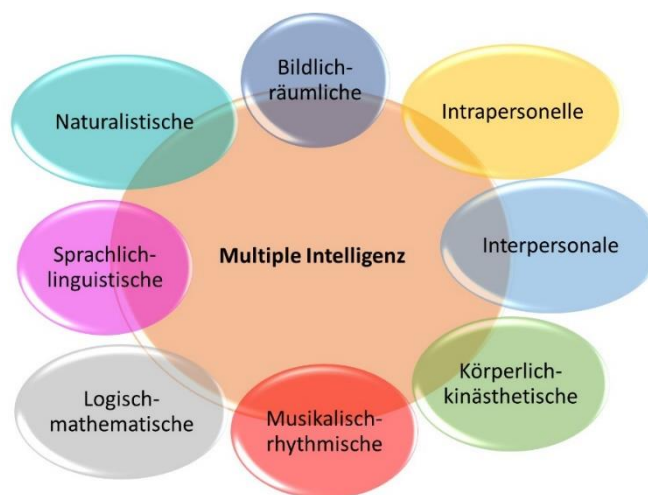 Bildlich-
räumliche
Intrapersonelle
Naturalistische
Interpersonale
Sprachlich-
linguistische
Multiple Intelligenz
Körperlich-
kinästhetische
Logisch-
mathematische
Musikalisch-
rhythmische